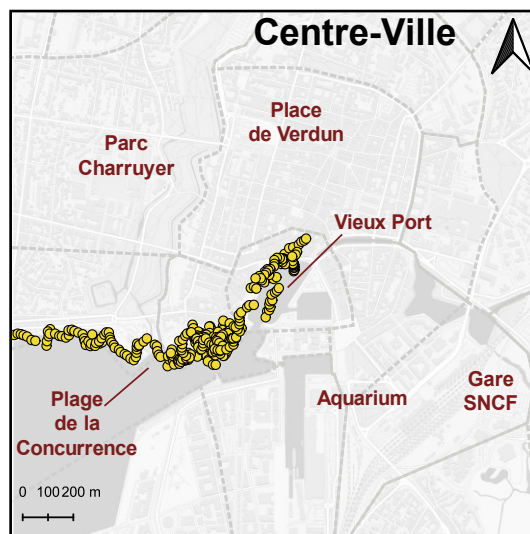 Centre-Ville
Place
de Verdun
Parc
Charruyer
Vieux Port
Plage
de la
Concurrence
Aquarium
Gare
SNCF
0 100 200 m